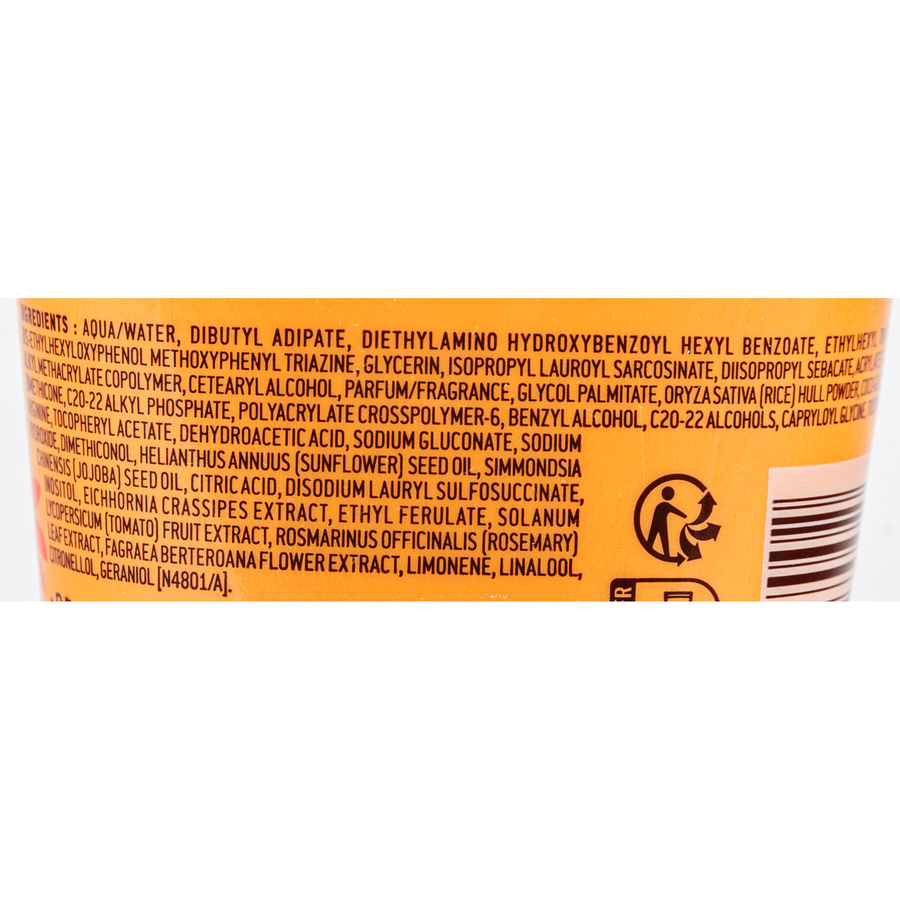 INGREDIENTS : AQUA/WATER, DIBUTYL ADIPATE, DIETHYLAMINO HYDROXYBENZOYL HEXYL BENZOATE, ETHYLHEXYL
BIS-ETHYLHEXYLOXYPHENOL METHOXYPHENYL TRIAZINE, GLYCERIN, ISOPROPYL LAUROYL SARCOSINATE, DIISOPROPYL SEBACATE,
METHACRYLATE COPOLYMER, CETEARYL ALCOHOL, PARFUM/FRAGRANCE, GLYCOL PALMITATE, ORYZA SATIVA (RICE) HULL POWDER,
C20-22 ALKYL PHOSPHATE, POLYACRYLATE CROSSPOLYMER-6, BENZYL ALCOHOL, C20-22 ALCOHOLS, CAPRYLOYL GLYCINE,
TOCOPHERYL ACETATE, DEHYDROACETIC ACID, SODIUM GLUCONATE, SODIUM
DIMETHICONOL, HELIANTHUS ANNUUS (SUNFLOWER) SEED OIL, SIMMONDSIA
CHINENSIS (JOJOBA) SEED OIL, CITRIC ACID, DISODIUM LAURYL SULFOSUCCINATE,
INOSITOL, EICHHORNIA CRASSIPES EXTRACT, ETHYL FERULATE, SOLANUM
LYCOPERSICUM (TOMATO) FRUIT EXTRACT, ROSMARINUS OFFICINALIS (ROSEMARY)
LEAF EXTRACT, FAGRAEA BERTEROANA FLOWER EXTRACT, LIMONENE, LINALOOL,
CITRONELLOL, GERANIOL [N4801/A].